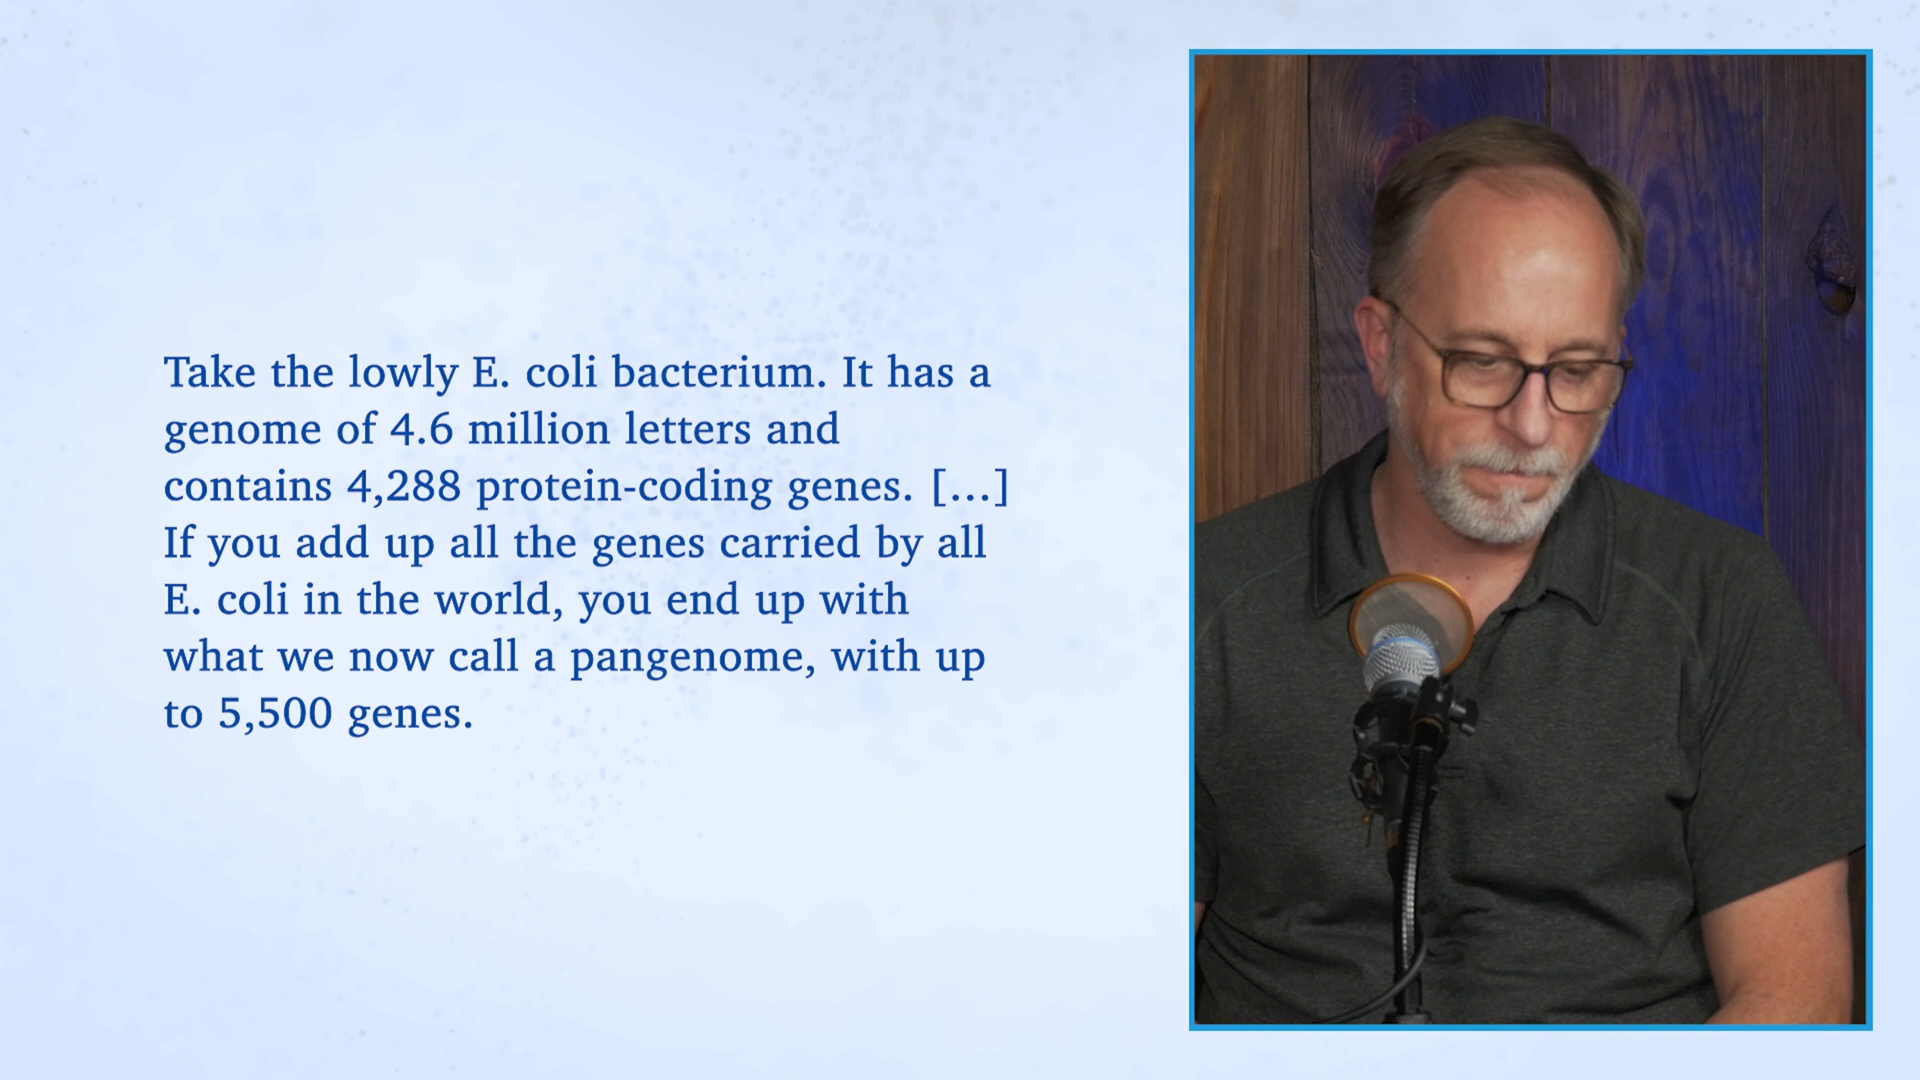 Take the lowly E. coli bacterium. It has a
genome of 4.6 million letters and
contains 4,288 protein-coding genes. [...]
If you add up all the genes carried by all
E. coli in the world, you end up with
what we now call a pangenome, with up
to 5,500 genes.